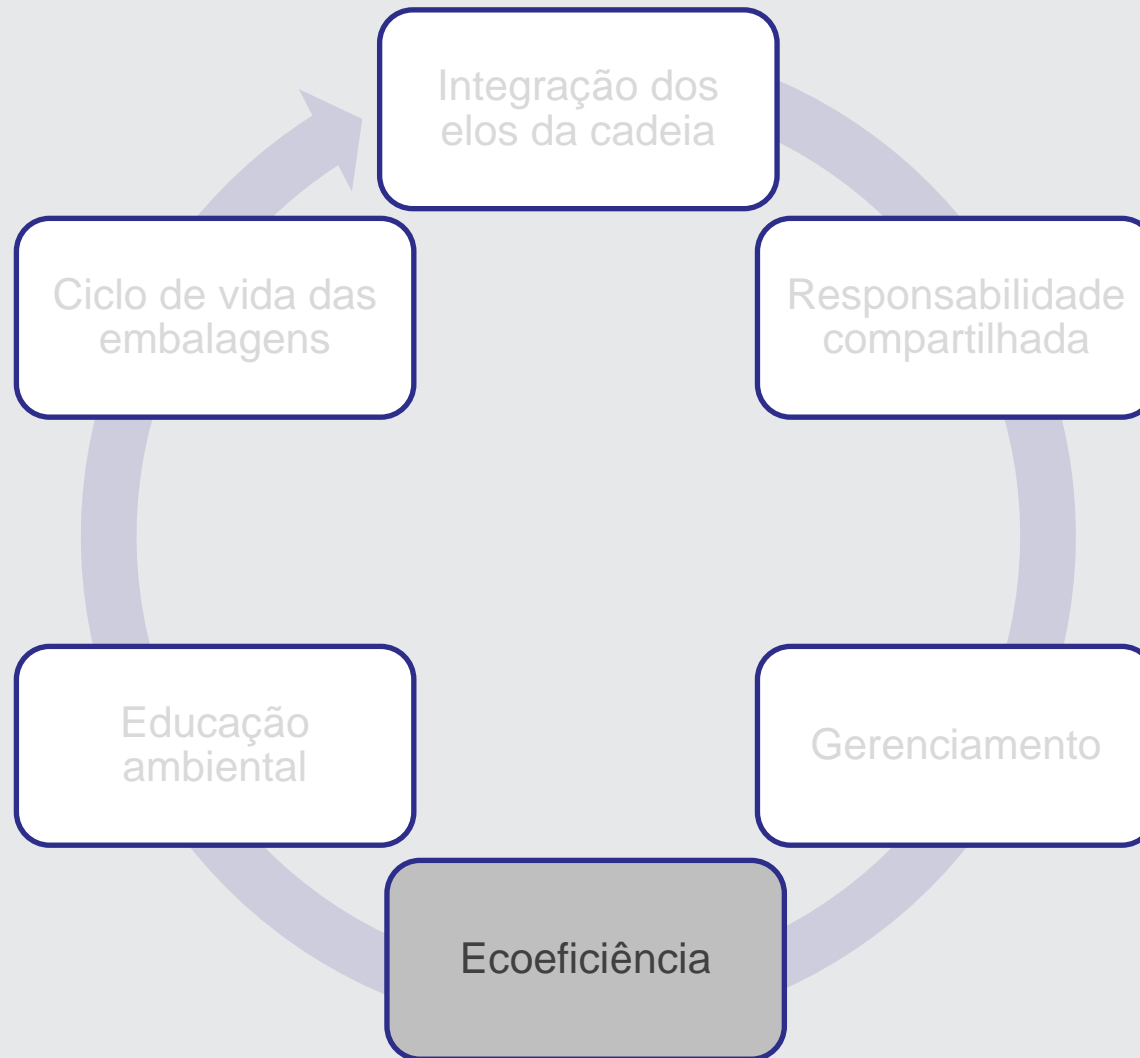 Integração dos
elos da cadeia
Responsabilidade
compartilhada
Gerenciamento
Ecoeficiência
Educação
ambiental
Ciclo de vida das
embalagens